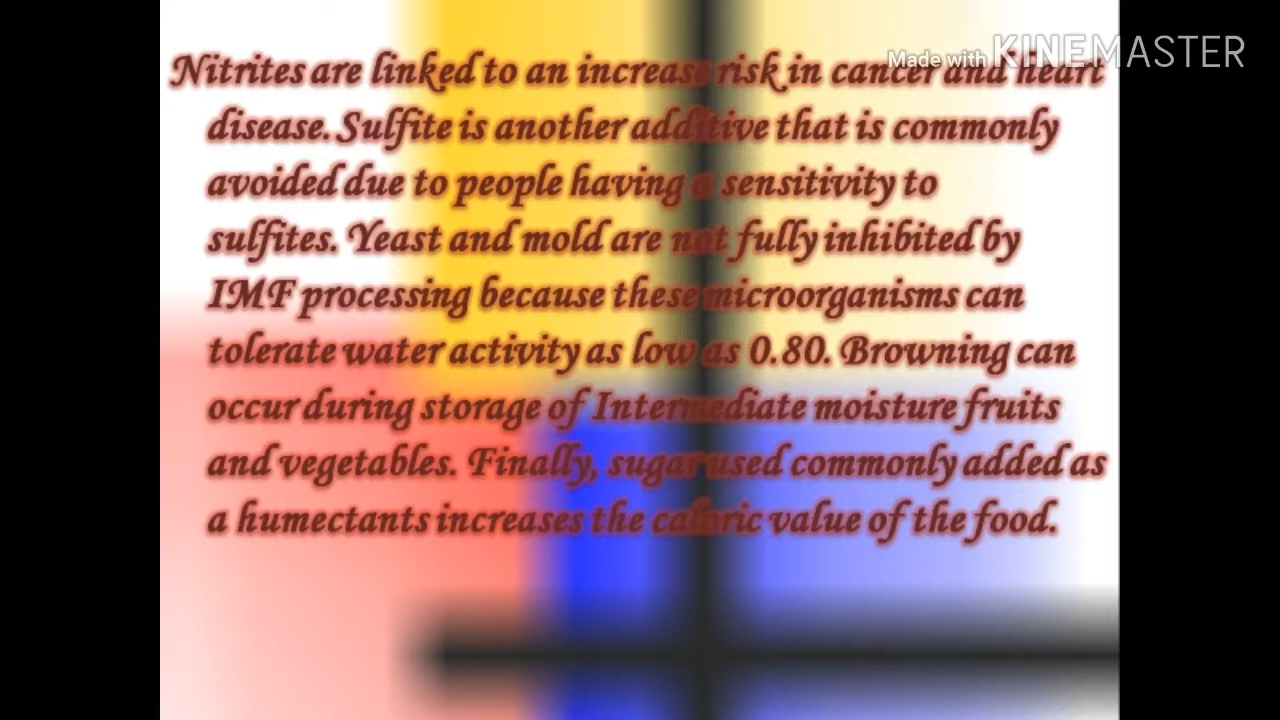 Made with KINEMASTER
Nitrites are linked to an increase risk in cancer and heart
disease. Sulfite is another additive that is commonly
avoided due to people having a sensitivity to
sulfites. Yeast and mold are not fully inhibited by
IMF processing because these microorganisms can
tolerate water activity as low as 0.80. Browning can
occur during storage of Intermediate moisture fruits
and vegetables. Finally, sugar used commonly added as
a humectants increases the caloric value of the food.